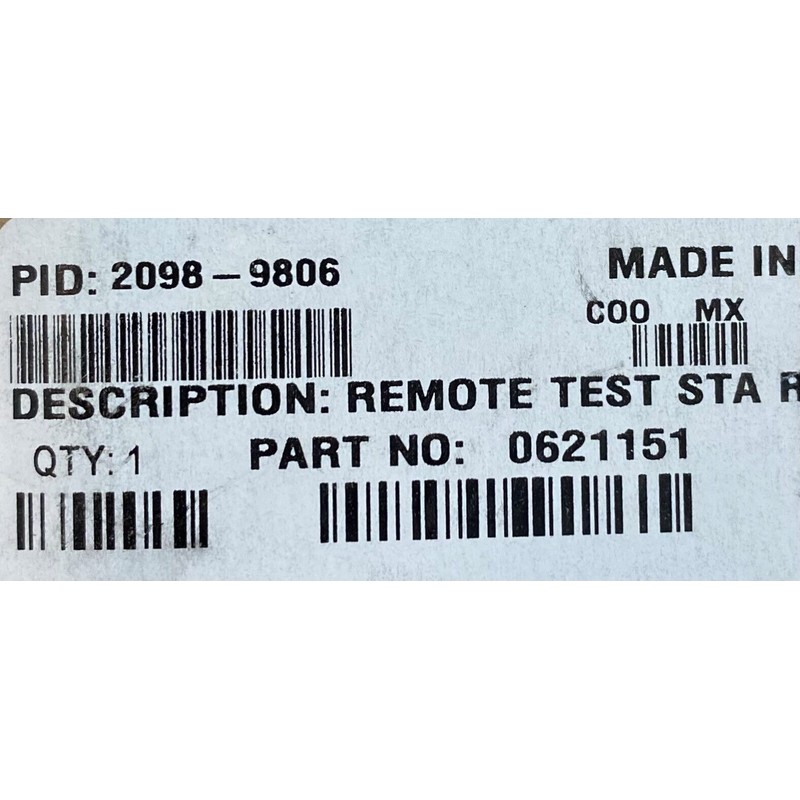 PID: 2098-9806
MADE IN
COO MX
DESCRIPTION: REMOTE TEST STA R
QTY: 1
PART NO: 0621151